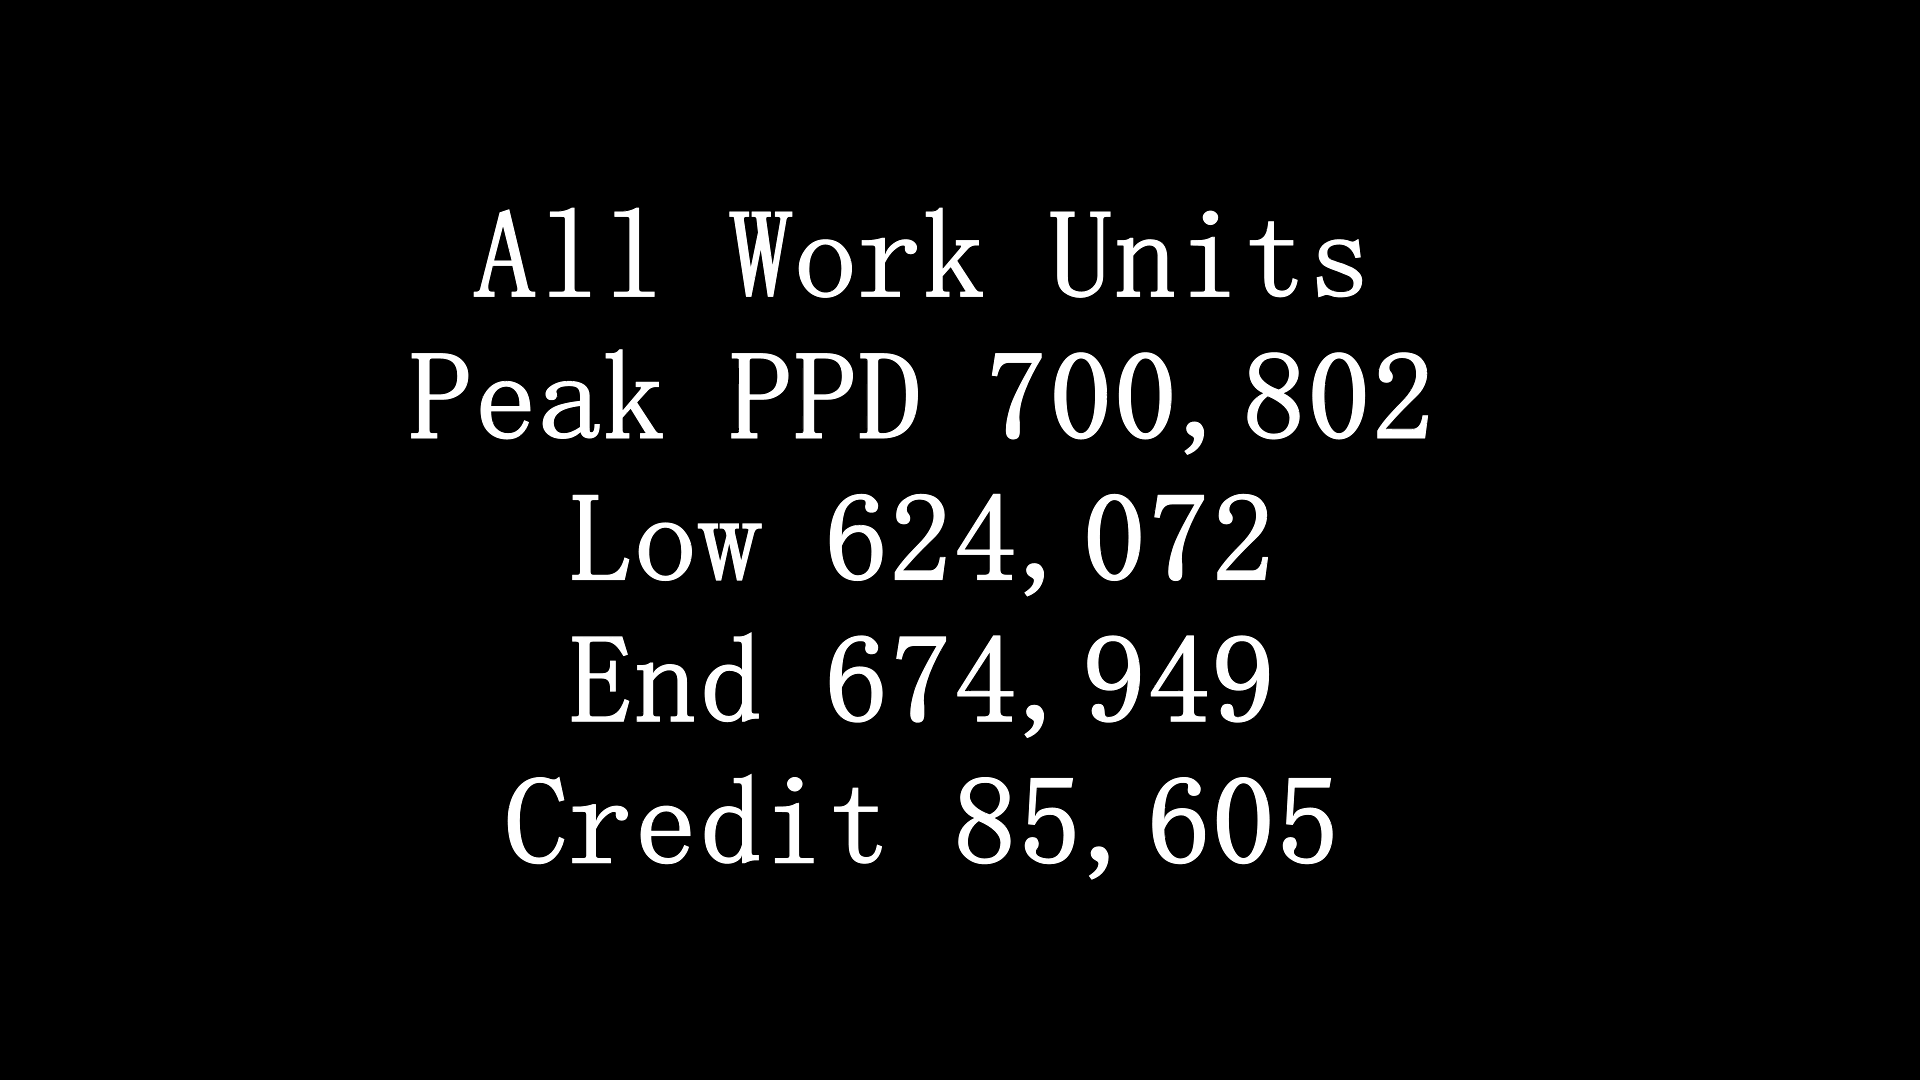 All Work Units
Peak PPD 700,802
Low 624,072
End 674,949
Credit 85,605